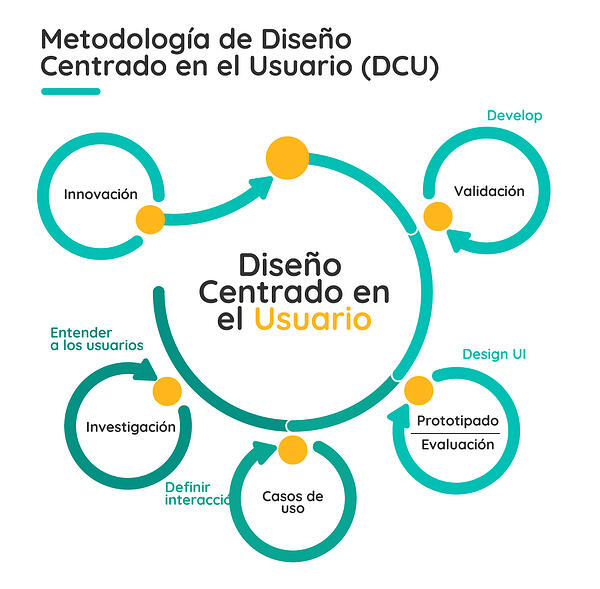 Metodología de Diseño
Centrado en el Usuario (DCU)
Develop
Innovación
Validación
Diseño
Centrado en
el Usuario
Entender
a los usuarios
Design UI
Investigación
Prototipado
Evaluación
Definir
interacció
Casos de
uso